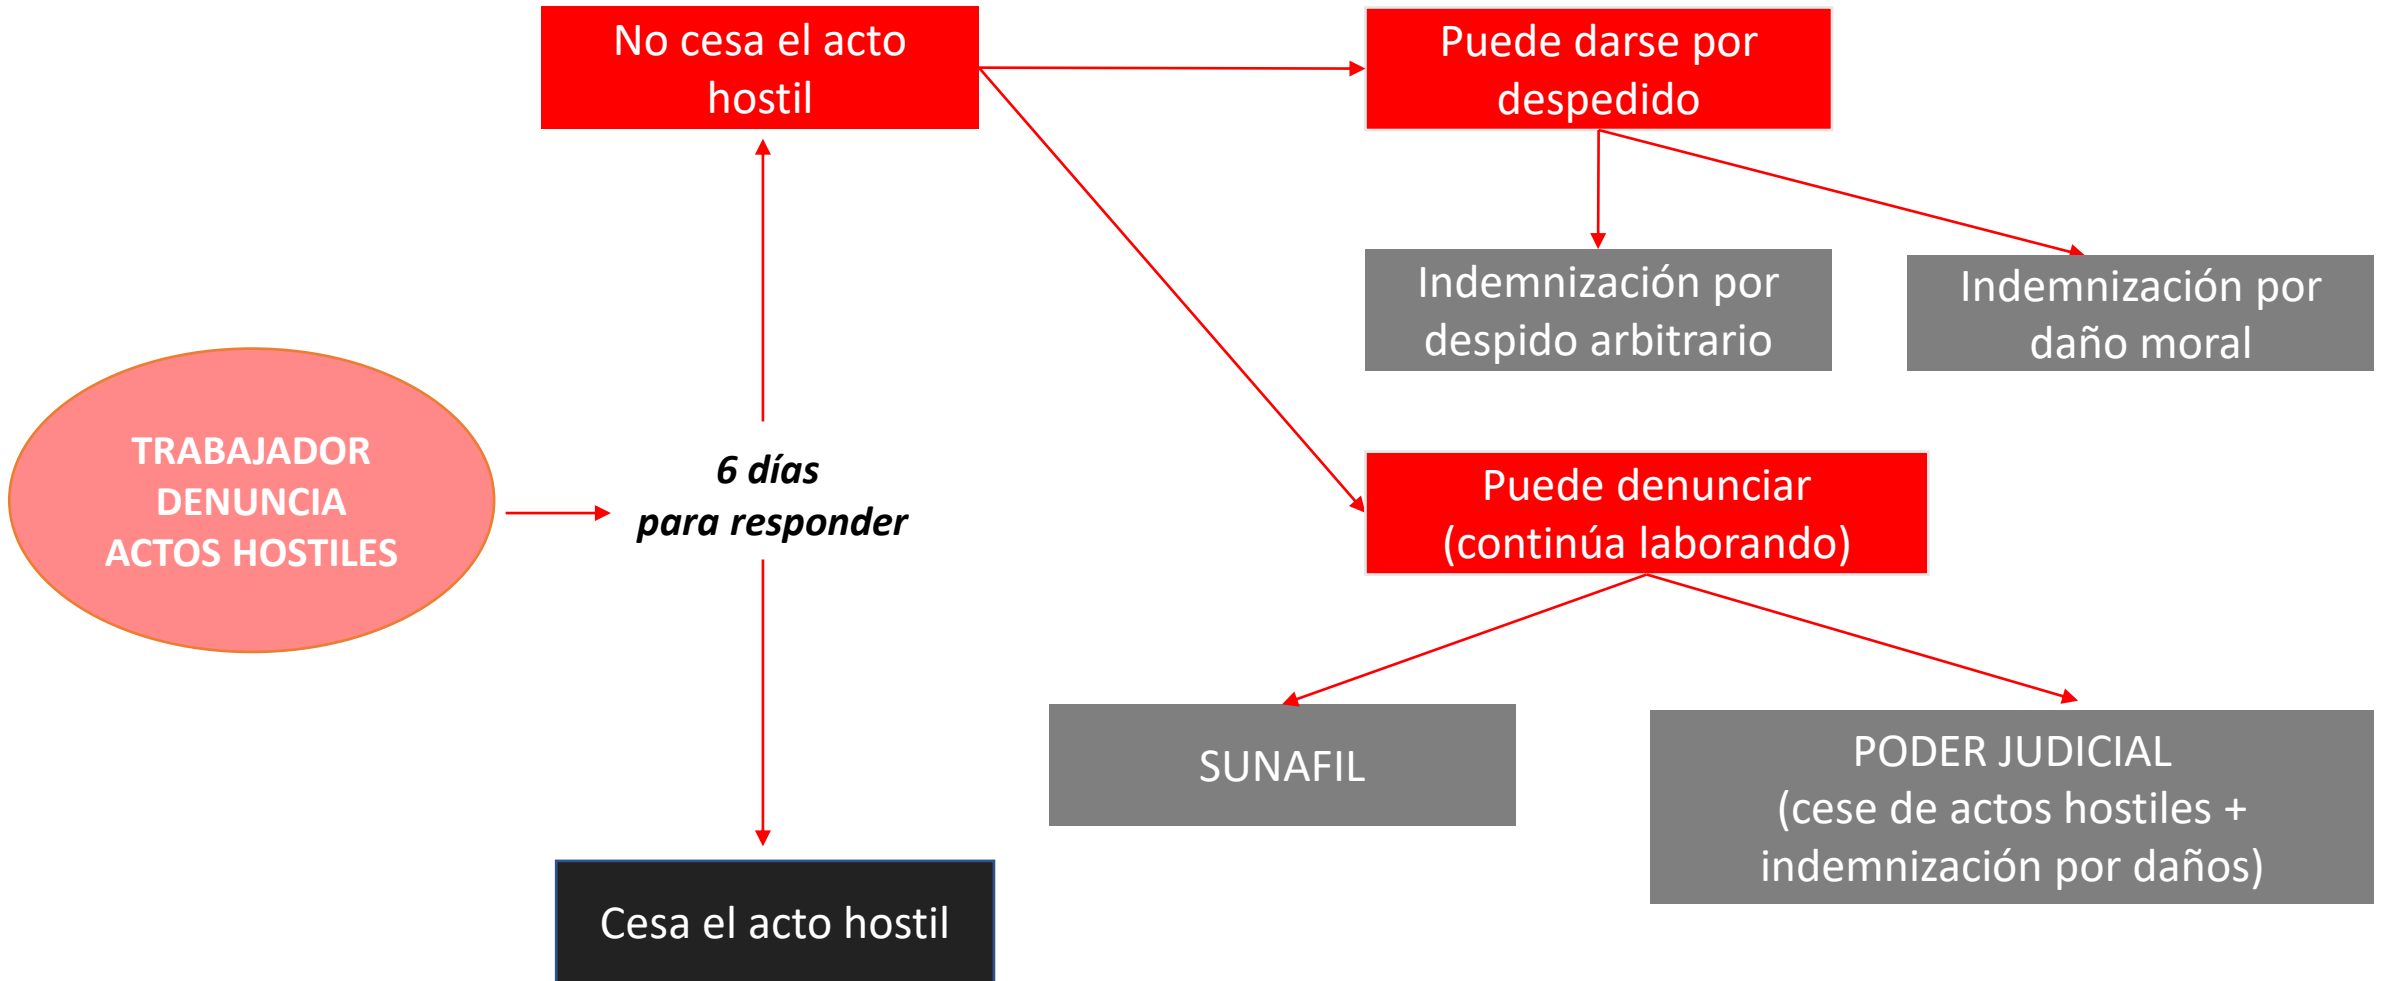 No cesa el acto
hostil
Puede darse por
despedido
Indemnización por
despido arbitrario
Indemnización por
daño moral
TRABAJADOR
DENUNCIA
ACTOS HOSTILES
6 días
para responder
Puede denunciar
(continúa laborando)
SUNAFIL
PODER JUDICIAL
(cese de actos hostiles +
indemnización por daños)
Cesa el acto hostil